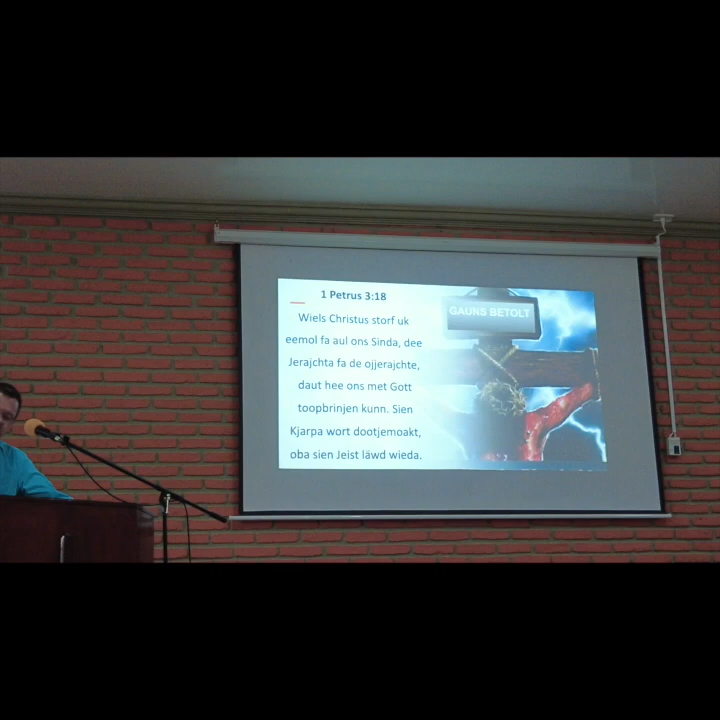 1 Petrus 3:18
Wiels Christus storf uk
eemol fa aul ons Sinda, dee
Jerajchta fa de ojjerajchte,
daut hee ons met Gott
toopbrinjen kunn. Sien
Kjarpa wort dootjemoakt,
oba sien Jeist läwd wieda.
GAUNS BETOLT